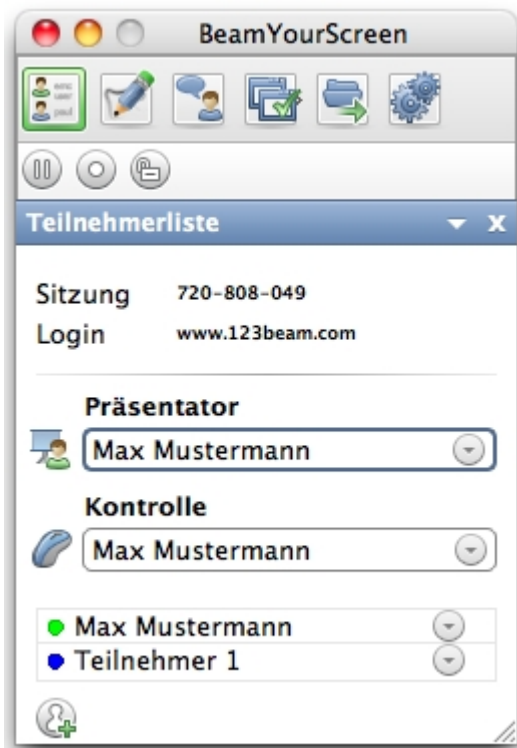 BeamYourScreen
Teilnehmerliste
Sitzung 720-808-049
Login www.123beam.com
Präsentator
Max Mustermann
Kontrolle
Max Mustermann
Max Mustermann
Teilnehmer 1